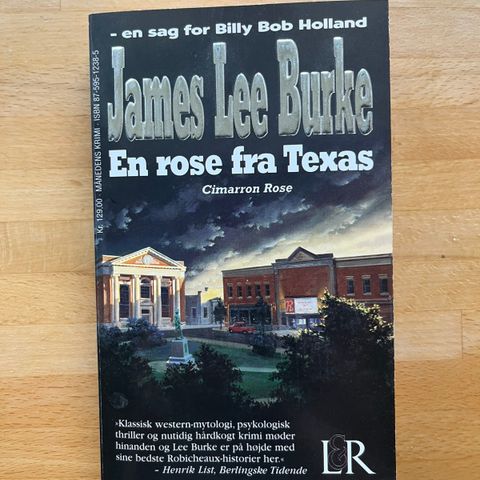 - en sag for Billy Bob Holland
James Lee Burke
En rose fra Texas
Cimarron Rose
Kr. 129,00 · MÅNEDENS KRIMI · ISBN 87-595-1238-5
»Klassisk western-mytologi, psykologisk
thriller og nutidig hårdkogt krimi møder
hinanden og Lee Burke er på højde med
sine bedste Robicheaux-historier her.«
- Henrik List, Berlingske Tidende
L&R